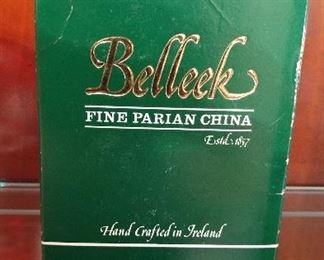 Belleek
FINE PARIAN CHINA
Estd. 1857
Hand Crafted in Ireland